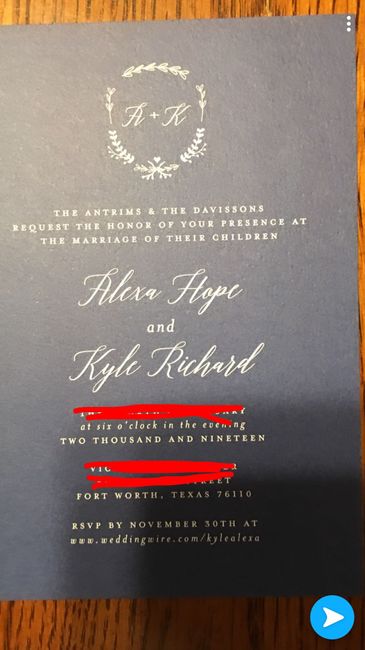 A + K
THE ANTRIMS & THE DAVISSONS
REQUEST THE HONOR OF YOUR PRESENCE AT
THE MARRIAGE OF THEIR CHILDREN
Alexa Hope
and
Kyle Richard
at six o'clock in the evening
TWO THOUSAND AND NINETEEN
STREET
FORT WORTH, TEXAS 76110
RSVP BY NOVEMBER 30TH AT
www.weddingwire.com/kylealexa